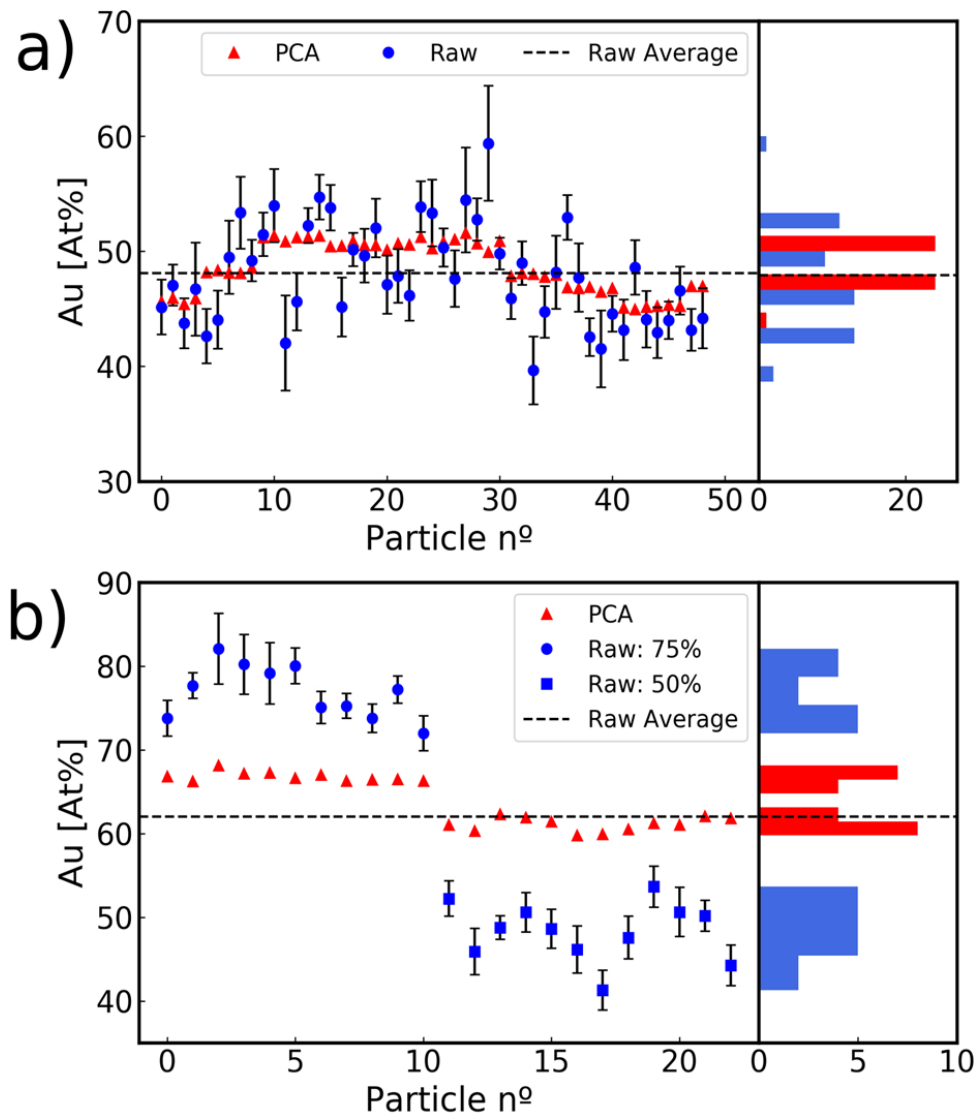 a)
PCA Raw Raw Average
70
60
50
40
30
Au [At%]
0 10 20 30 40 50
0 20
Particle nº
b)
PCA
Raw: 75%
Raw: 50%
Raw Average
90
80
70
60
50
40
Au [At%]
0 5 10 15 20
0 5 10
Particle nº